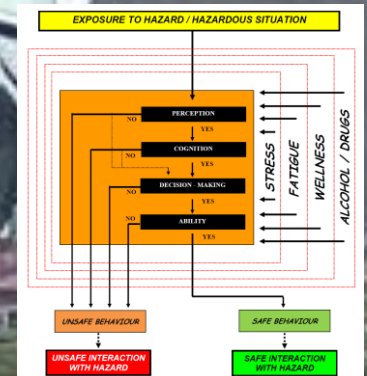 EXPOSURE TO HAZARD / HAZARDOUS SITUATION
PERCEPTION
NO
YES
COGNITION
NO
YES
DECISION - MAKING
NO
YES
ABILITY
NO
YES
STRESS
FATIGUE
WELLNESS
ALCOHOL / DRUGS
UNSAFE BEHAVIOUR
SAFE BEHAVIOUR
UNSAFE INTERACTION
WITH HAZARD
SAFE INTERACTION
WITH HAZARD